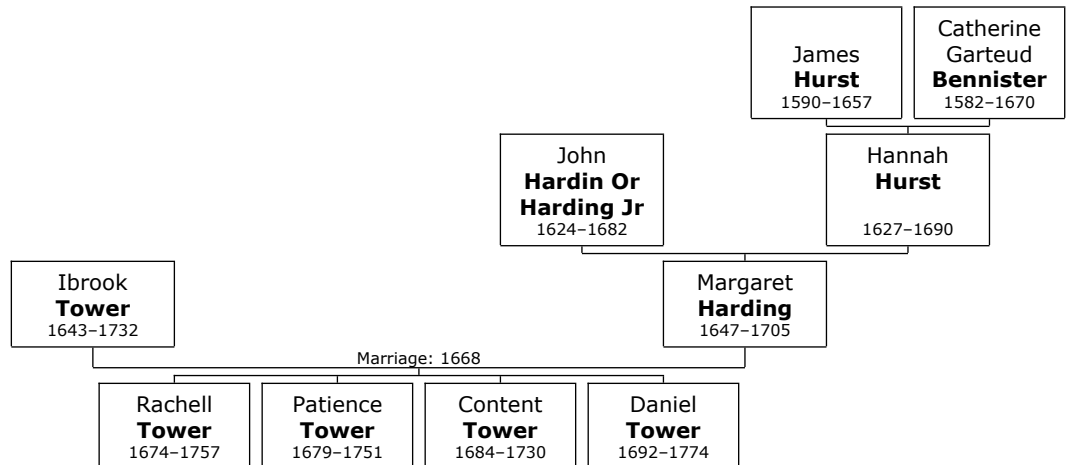 James
Hurst
1590–1657
Catherine
Garteud
Bennister
1582–1670
John
Hardin Or
Harding Jr
1624–1682
Hannah
Hurst
1627–1690
Ibrook
Tower
1643–1732
Margaret
Harding
1647–1705
Marriage: 1668
Rachell
Tower
1674–1757
Patience
Tower
1679–1751
Content
Tower
1684–1730
Daniel
Tower
1692–1774